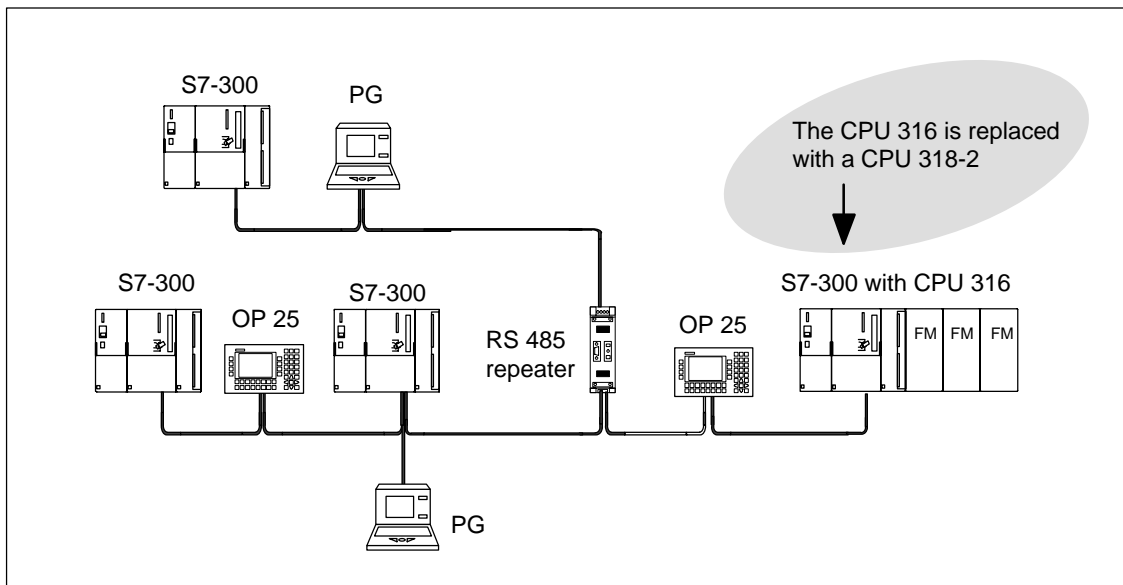 S7-300
PG
The CPU 316 is replaced
with a CPU 318-2
S7-300
OP 25
S7-300
RS 485
repeater
OP 25
S7-300 with CPU 316
FM FM FM
PG